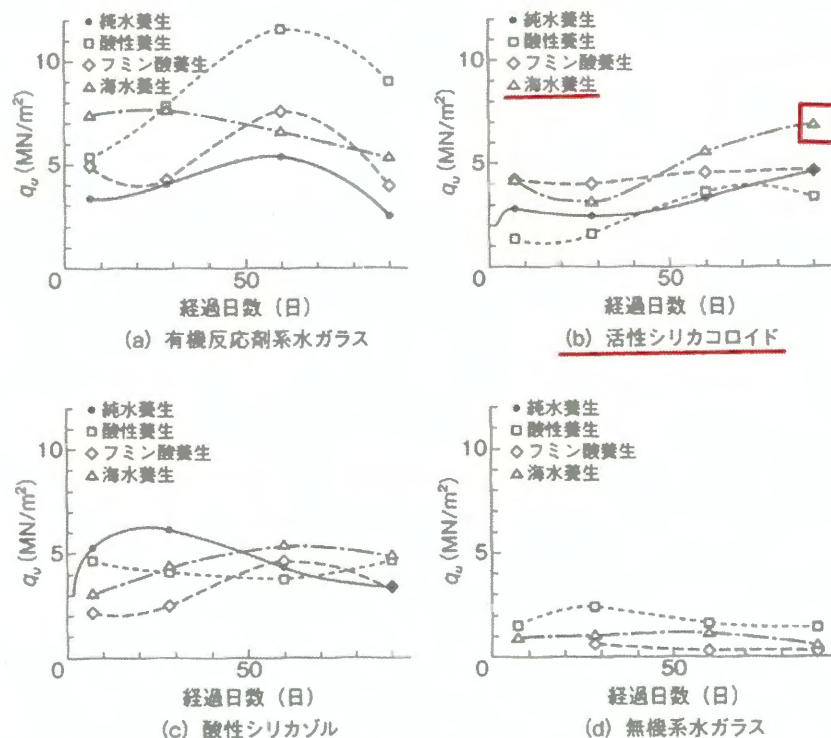 純水養生
酸性養生
フミン酸養生
海水養生
10
5
0
50
q_u (MN/m²)
経過日数 (日)
(a) 有機反応剤系水ガラス
純水養生
酸性養生
フミン酸養生
海水養生
10
5
0
50
q_u (MN/m²)
経過日数 (日)
(b) 活性シリカコロイド
純水養生
酸性養生
フミン酸養生
海水養生
10
5
0
50
q_u (MN/m²)
経過日数 (日)
(c) 酸性シリカゾル
純水養生
酸性養生
フミン酸養生
海水養生
10
5
0
50
q_u (MN/m²)
経過日数 (日)
(d) 無機系水ガラス